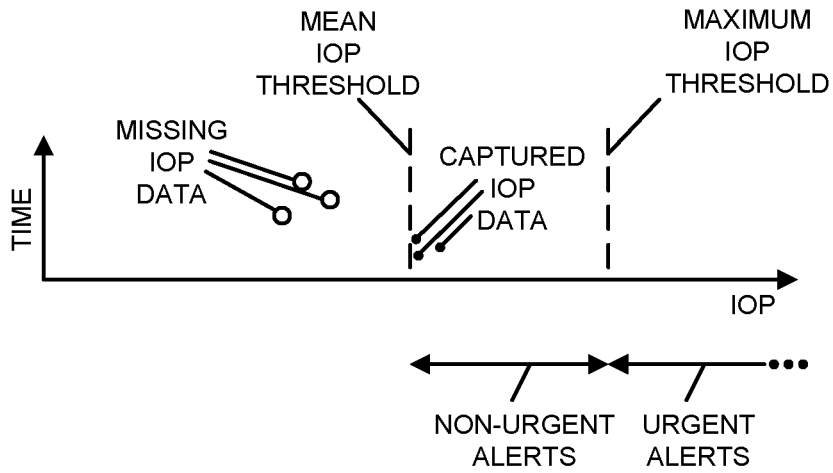 MEAN
IOP
THRESHOLD
MAXIMUM
IOP
THRESHOLD
MISSING
IOP
DATA
CAPTURED
IOP
DATA
TIME
IOP
NON-URGENT
ALERTS
URGENT
ALERTS